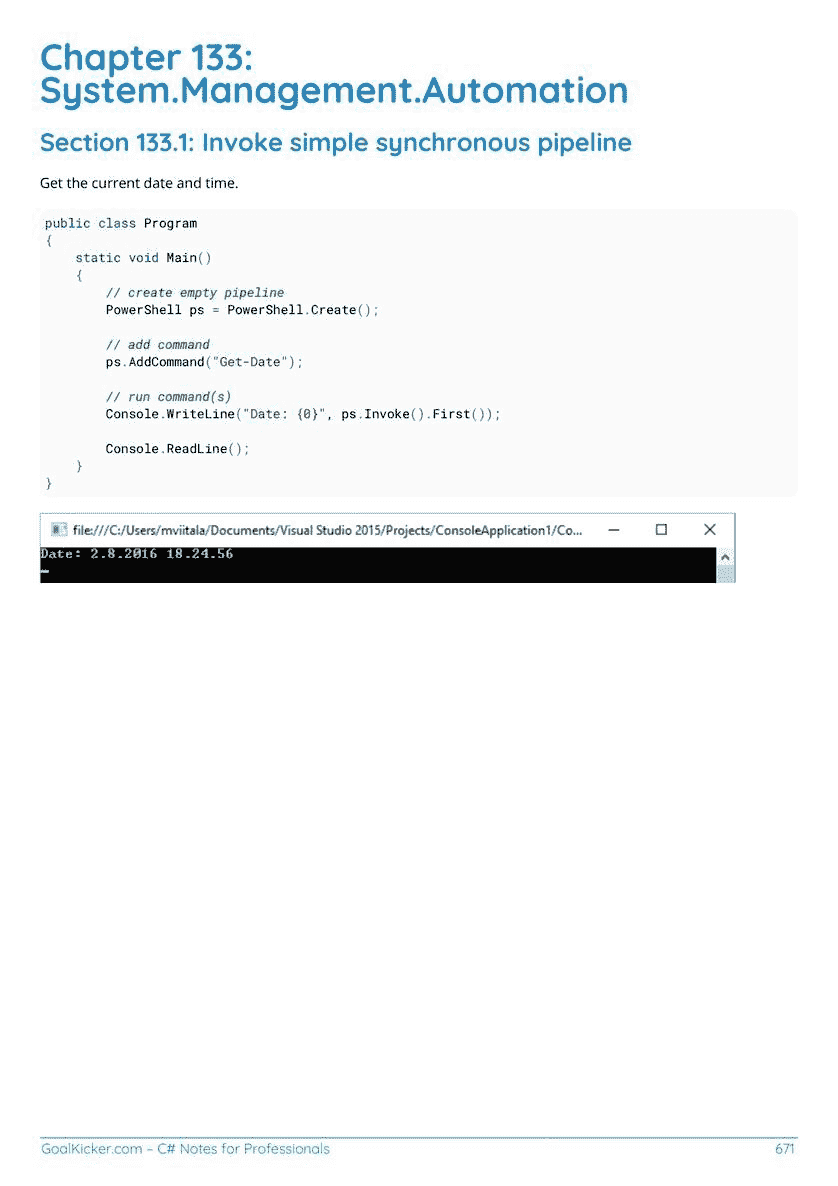 Chapter 133:
System.Management.Automation
Section 133.1: Invoke simple synchronous pipeline
Get the current date and time.
public class Program
{
    static void Main()
    {
        // create empty pipeline
        PowerShell ps = PowerShell.Create();

        // add command
        ps.AddCommand("Get-Date");

        // run command(s)
        Console.WriteLine("Date: {0}", ps.Invoke().First());

        Console.ReadLine();
    }
}
file:///C:/Users/mviitala/Documents/Visual Studio 2015/Projects/ConsoleApplication1/Co...
Date: 2.8.2016 18.24.56
GoalKicker.com – C# Notes for Professionals
671